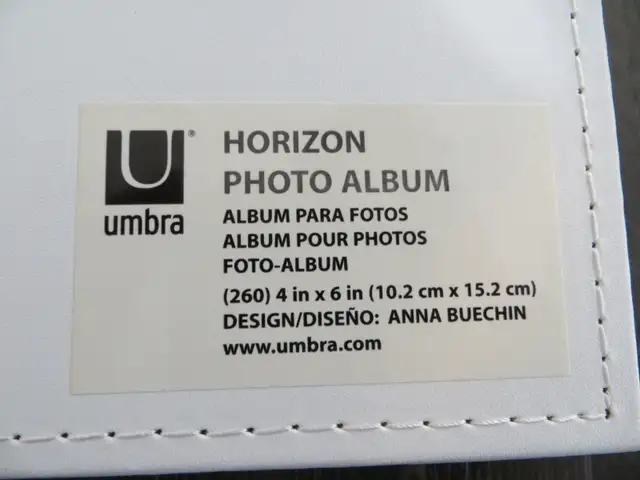 U®
umbra
HORIZON
PHOTO ALBUM
ALBUM PARA FOTOS
ALBUM POUR PHOTOS
FOTO-ALBUM
(260) 4 in x 6 in (10.2 cm x 15.2 cm)
DESIGN/DISEÑO: ANNA BUECHIN
www.umbra.com